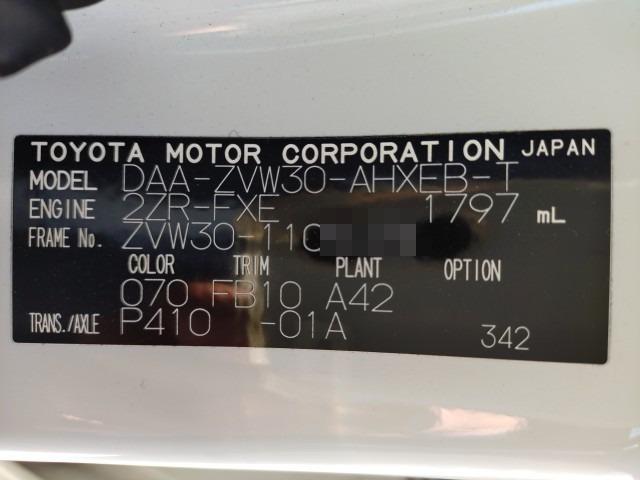 TOYOTA MOTOR CORPORATION JAPAN
MODEL DAA-ZVW30-AHXEB-T
ENGINE 2ZR-FXE 1797 mL
FRAME No. ZVW30-110
COLOR TRIM PLANT OPTION
070 FB10 A42
TRANS./AXLE P410 -01A 342